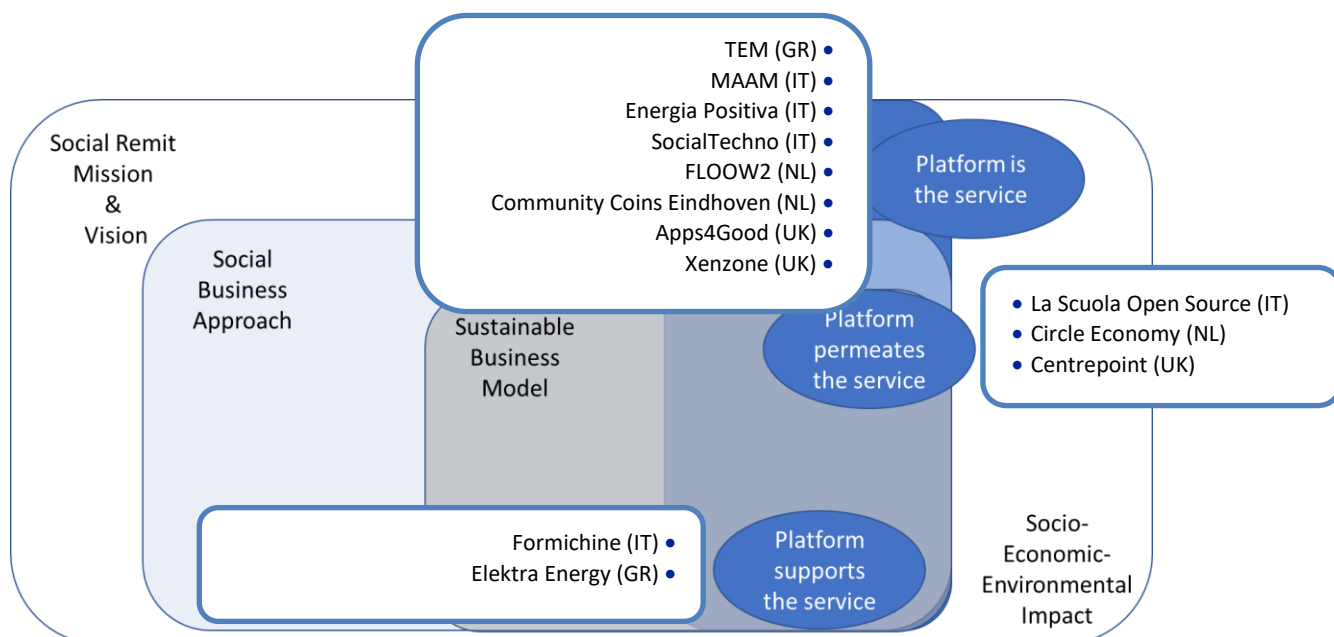 TEM (GR) •
MAAM (IT) •
Energia Positiva (IT) •
SocialTechno (IT) •
FLOOW2 (NL) •
Community Coins Eindhoven (NL) •
Apps4Good (UK) •
Xenzone (UK) •
Social Remit
Mission
&
Vision
Platform is
the service
Social
Business
Approach
Sustainable
Business
Model
Platform
permeates
the service
• La Scuola Open Source (IT)
• Circle Economy (NL)
• Centrepoint (UK)
Formichine (IT) •
Elektra Energy (GR) •
Platform
supports
the service
Socio-
Economic-
Environmental
Impact